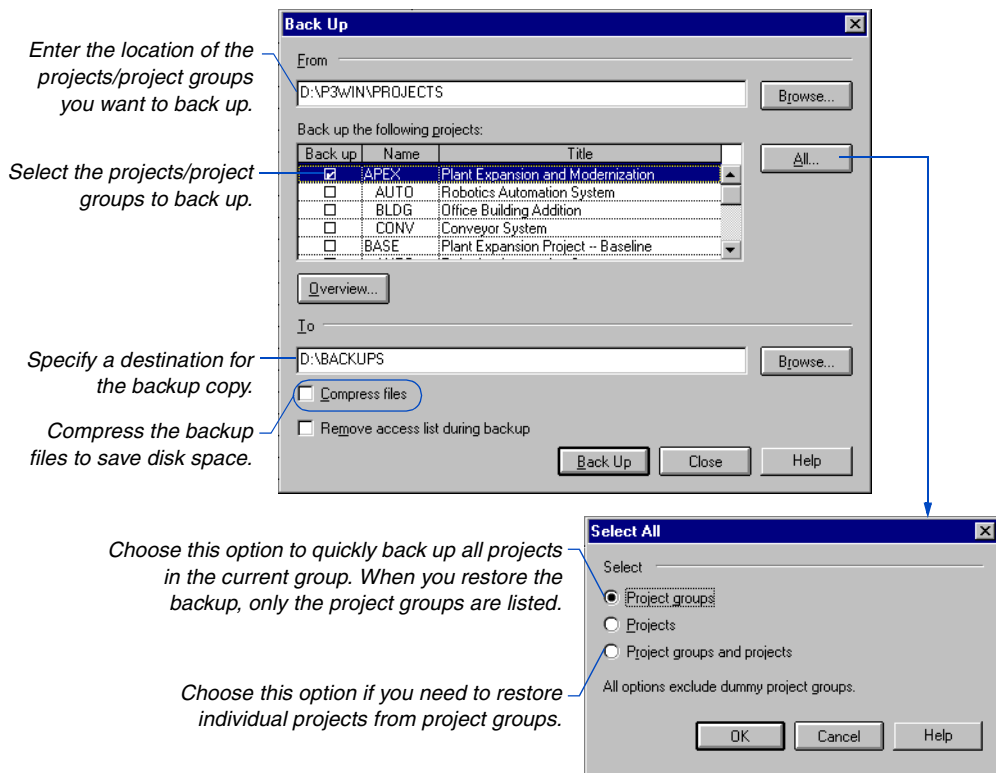 Back Up
Enter the location of the
projects/project groups
you want to back up.
From
D:\P3WIN\PROJECTS
Browse...
Back up the following projects:
Back up Name Title
All...
Select the projects/project
groups to back up.
APEX Plant Expansion and Modernization
AUTO Robotics Automation System
BLDG Office Building Addition
CONV Conveyor System
BASE Plant Expansion Project -- Baseline
Overview...
To
Specify a destination for
the backup copy.
D:\BACKUPS
Browse...
Compress files
Compress the backup
files to save disk space.
Remove access list during backup
Back Up Close Help
Select All
Choose this option to quickly back up all projects
in the current group. When you restore the
backup, only the project groups are listed.
Select
Project groups
Projects
Project groups and projects
Choose this option if you need to restore
individual projects from project groups.
All options exclude dummy project groups.
OK Cancel Help